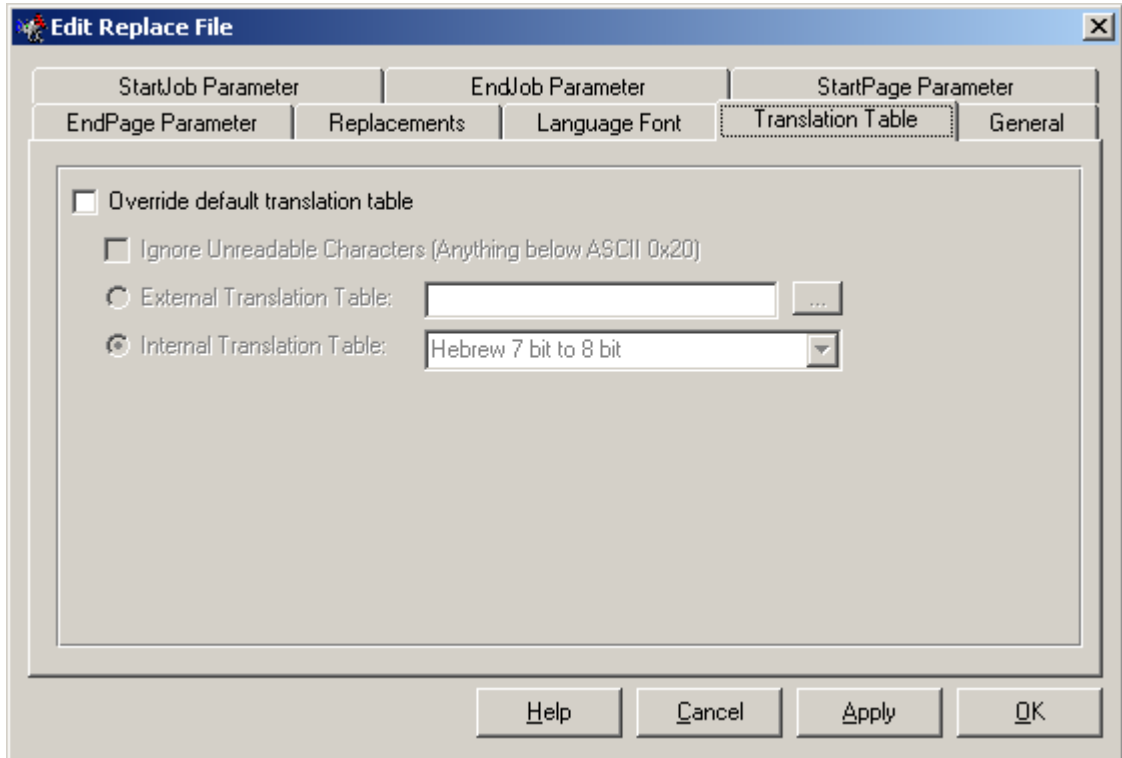 Edit Replace File
StartJob Parameter EndJob Parameter StartPage Parameter
EndPage Parameter Replacements Language Font Translation Table General
Override default translation table
Ignore Unreadable Characters (Anything below ASCII 0x20)
External Translation Table: ...
Internal Translation Table: Hebrew 7 bit to 8 bit
Help Cancel Apply OK